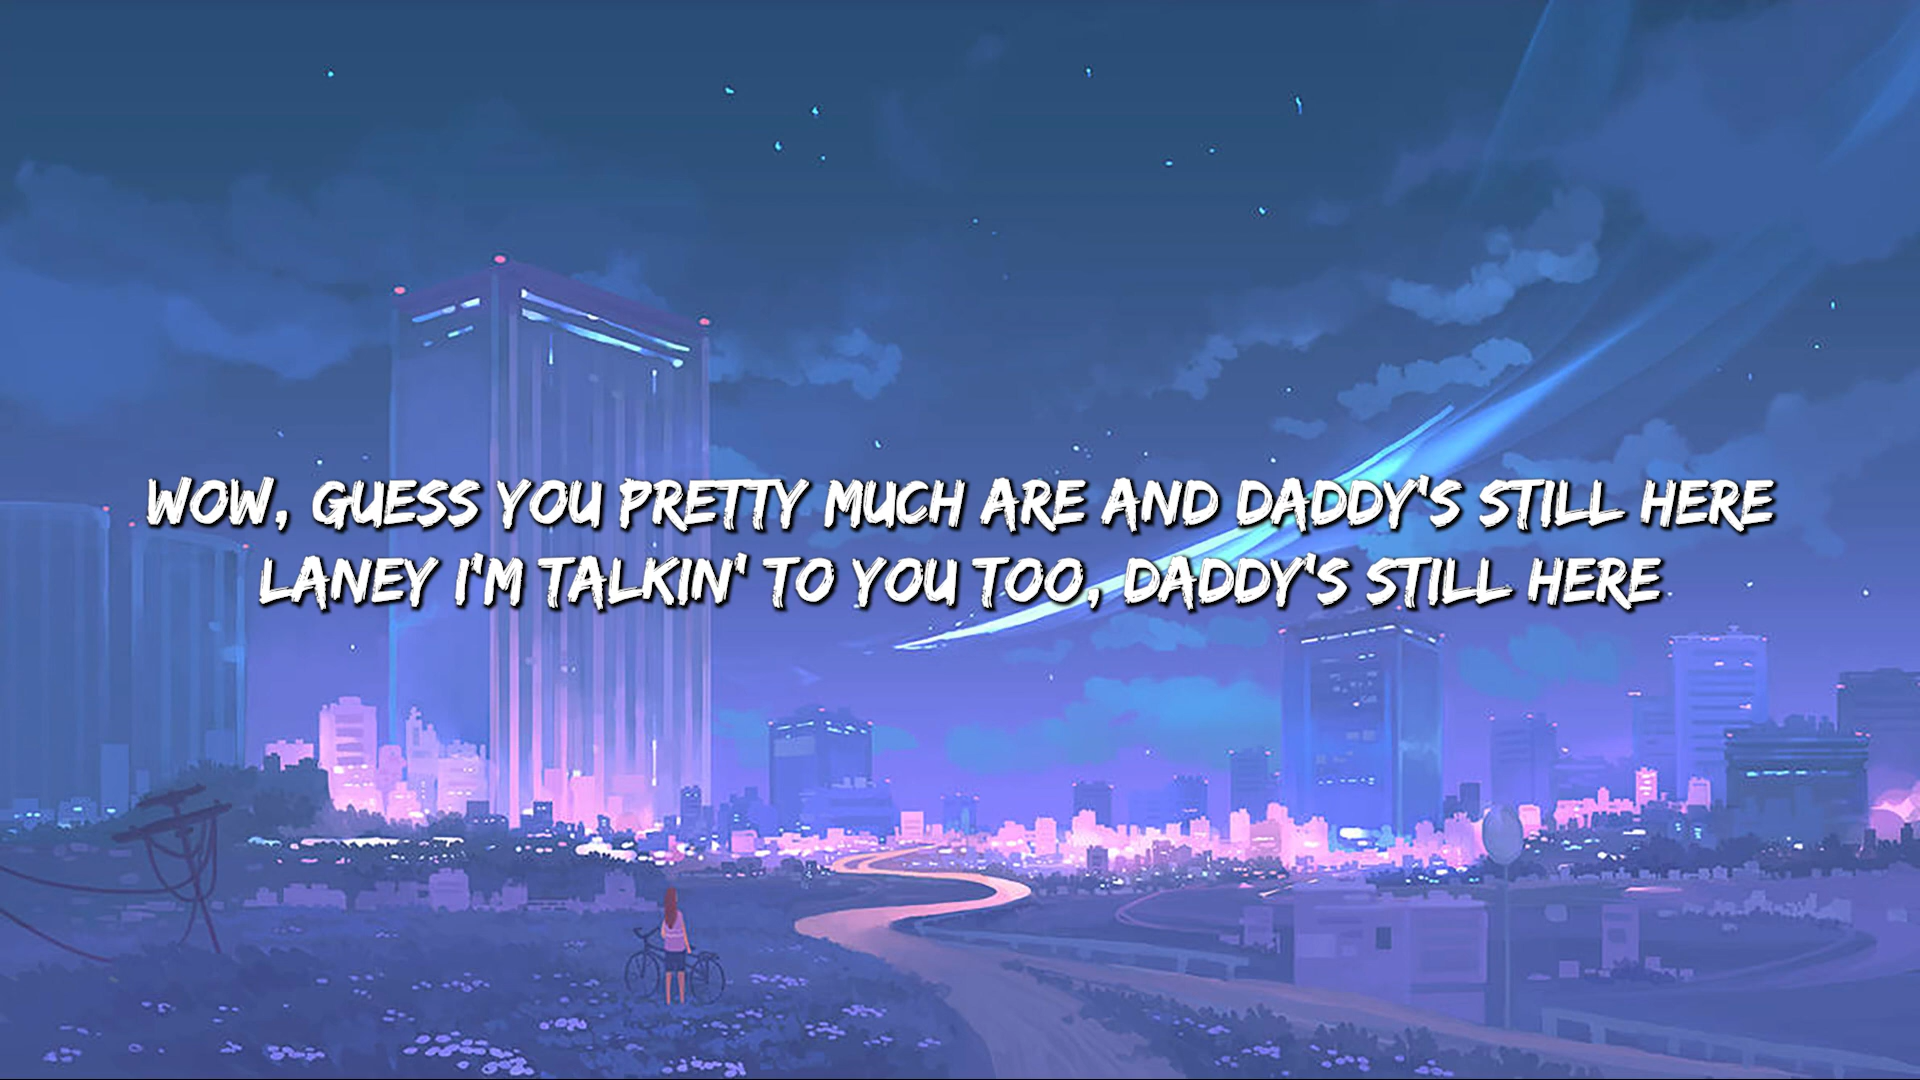 WOW, GUESS YOU PRETTY MUCH ARE AND DADDY'S STILL HERE
LANEY I'M TALKIN' TO YOU TOO, DADDY'S STILL HERE